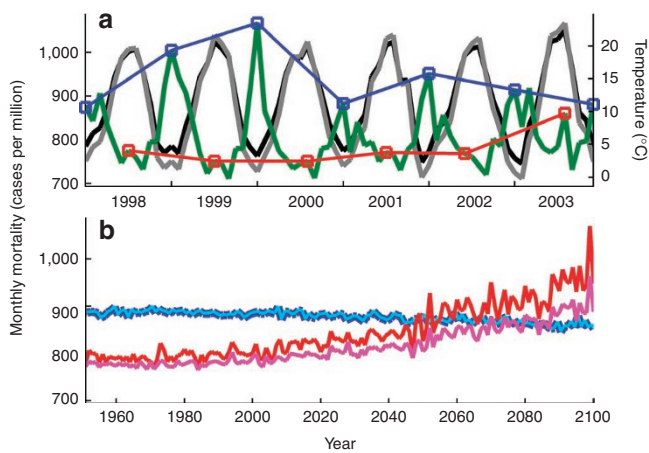 a
1,000
900
800
700
20
15
10
5
0
Temperature (°C)
1998 1999 2000 2001 2002 2003
Monthly mortality (cases per million)
b
1,000
900
800
700
1960 1980 2000 2020 2040 2060 2080 2100
Year